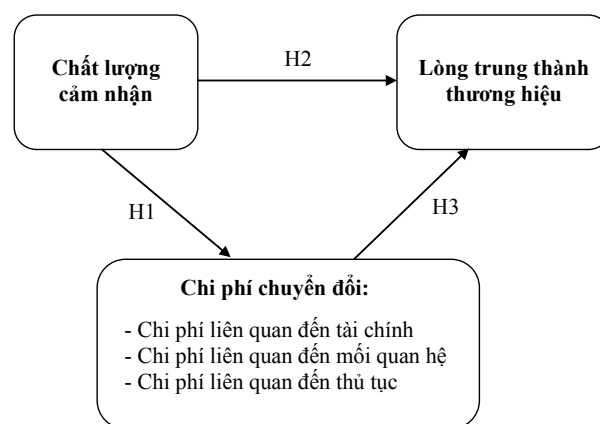 Chất lượng
cảm nhận
H2
Lòng trung thành
thương hiệu
H1
H3
Chi phí chuyển đổi:
- Chi phí liên quan đến tài chính
- Chi phí liên quan đến mối quan hệ
- Chi phí liên quan đến thủ tục